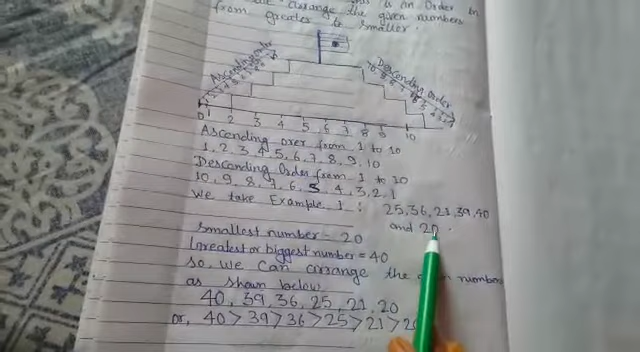 is an Order in
arrange the given numbers
from greater to smaller.
Ascending order
Descending Order
0 1 2 3 4 5 6 7 8 9 10
Ascending orer from 1 to 10
1, 2, 3, 4, 5, 6, 7, 8, 9, 10
Descending Order from 1 to 10
10, 9, 8, 7, 6, 5, 4, 3, 2, 1
We take Example 1 : 25, 36, 21, 39, 40
and 20.
Smallest number - 20
Greatest or biggest number = 40
So, We Can arrange the given numbers
as shown below
40, 39, 36, 25, 21, 20
or, 40 > 39 > 36 > 25 > 21 > 20